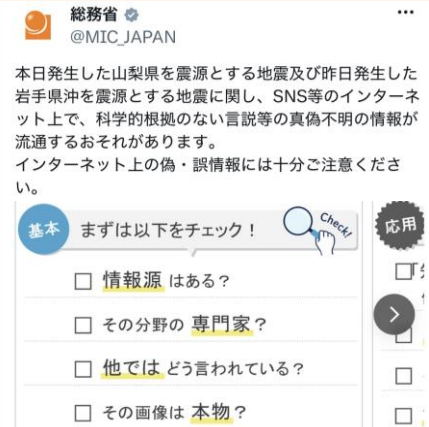 総務省
@MIC_JAPAN
本日発生した山梨県を震源とする地震及び昨日発生した
岩手県沖を震源とする地震に関し、SNS等のインターネ
ット上で、科学的根拠のない言説等の真偽不明の情報が
流通するおそれがあります。
インターネット上の偽・誤情報には十分ご注意くださ
い。
基本 まずは以下をチェック！ Check!
応用
□ 情報源 はある？
□ その分野の 専門家？
□ 他では どう言われている？
□ その画像は 本物？